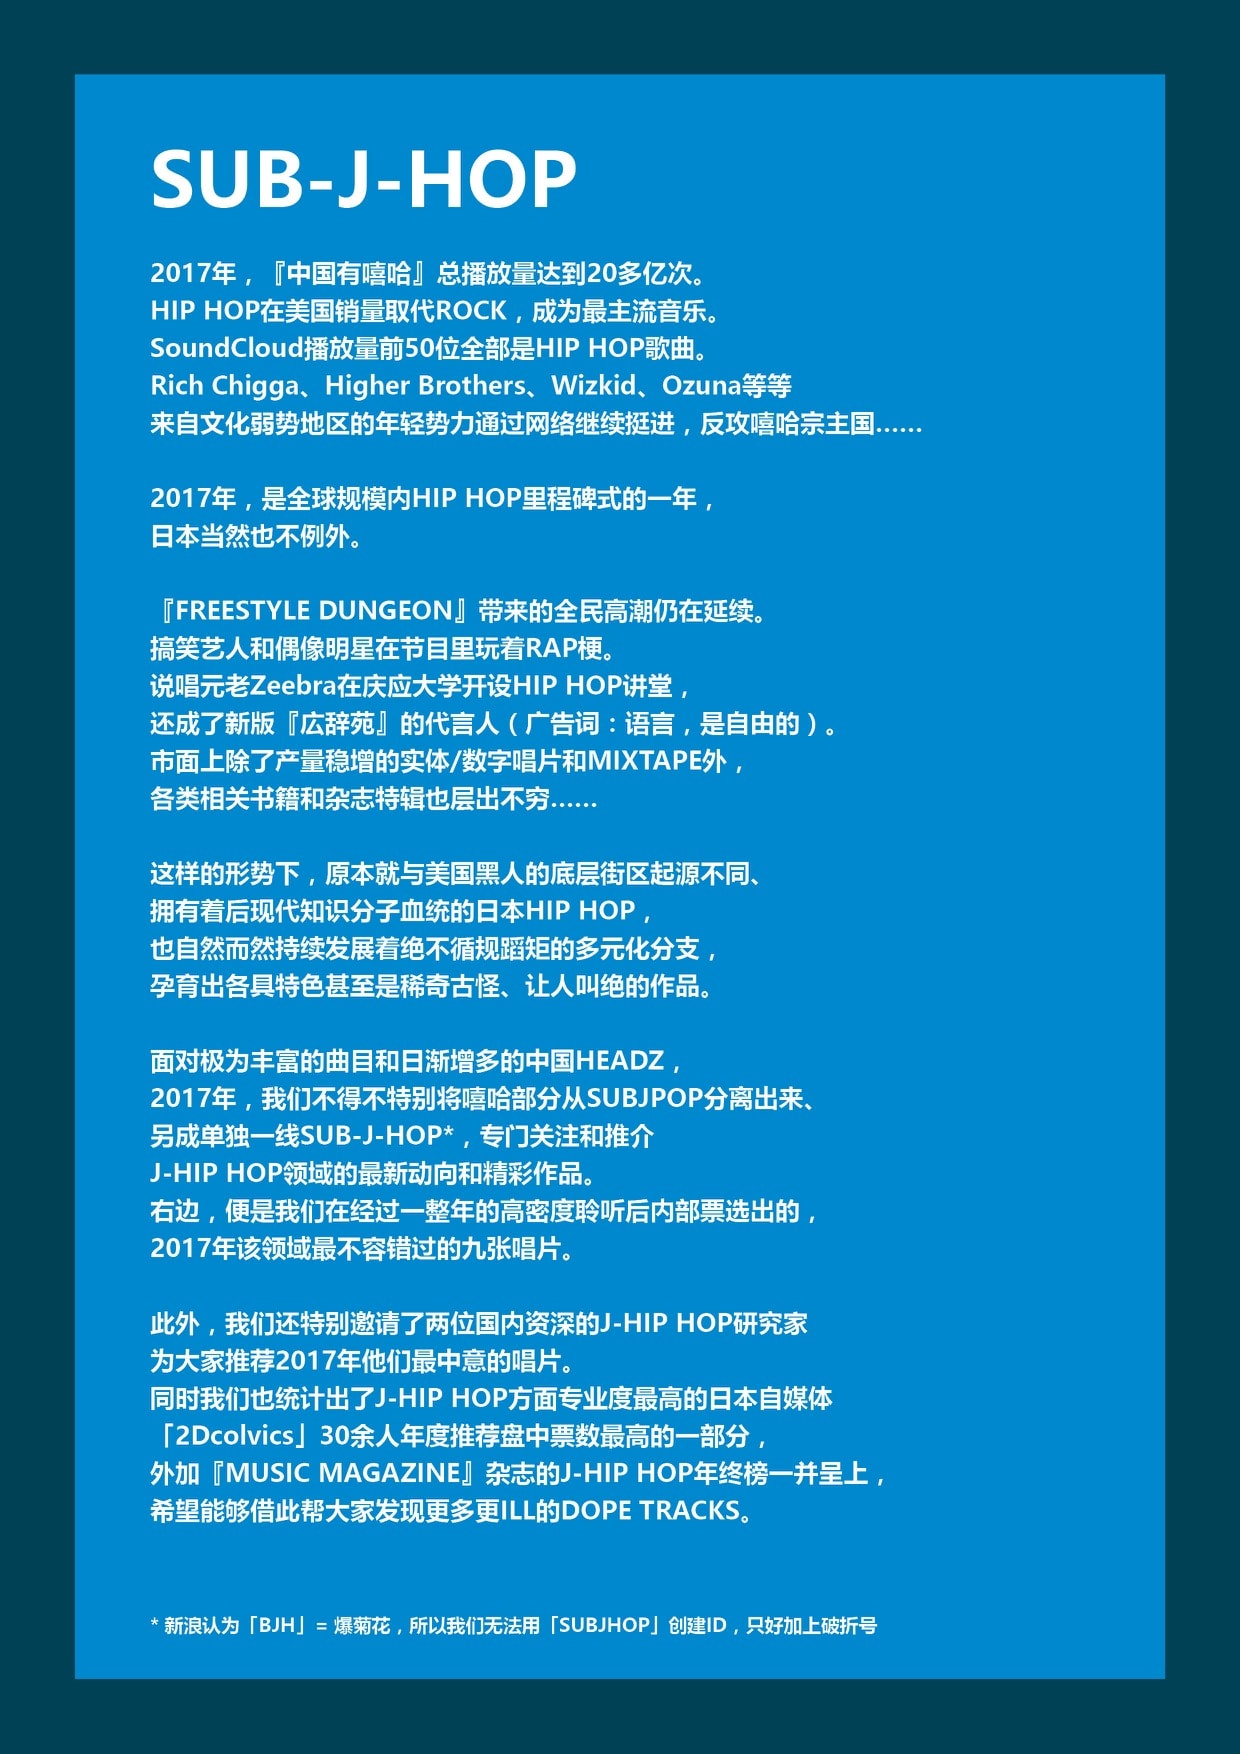 SUB-J-HOP
2017年，『中国有嘻哈』总播放量达到20多亿次。
HIP HOP在美国销量取代ROCK，成为最主流音乐。
SoundCloud播放量前50位全部是HIP HOP歌曲。
Rich Chigga、Higher Brothers、Wizkid、Ozuna等等
来自文化弱势地区的年轻势力通过网络继续挺进，反攻嘻哈宗主国……
2017年，是全球规模内HIP HOP里程碑式的一年，
日本当然也不例外。
『FREESTYLE DUNGEON』带来的全民高潮仍在延续。
搞笑艺人和偶像明星在节目里玩着RAP梗。
说唱元老Zeebra在庆应大学开设HIP HOP讲堂，
还成了新版『広辞苑』的代言人（广告词：语言，是自由的）。
市面上除了产量稳增的实体/数字唱片和MIXTAPE外，
各类相关书籍和杂志特辑也层出不穷……
这样的形势下，原本就与美国黑人的底层街区起源不同、
拥有着后现代知识分子血统的日本HIP HOP，
也自然而然持续发展着绝不循规蹈矩的多元化分支，
孕育出各具特色甚至是稀奇古怪、让人叫绝的作品。
面对极为丰富的曲目和日渐增多的中国HEADZ，
2017年，我们不得不特别将嘻哈部分从SUBJPOP分离出来、
另成单独一线SUB-J-HOP*，专门关注和推介
J-HIP HOP领域的最新动向和精彩作品。
右边，便是我们在经过一整年的高密度聆听后内部票选出的，
2017年该领域最不容错过的九张唱片。
此外，我们还特别邀请了两位国内资深的J-HIP HOP研究家
为大家推荐2017年他们最中意的唱片。
同时我们也统计出了J-HIP HOP方面专业度最高的日本自媒体
「2Dcolvics」30余人年度推荐盘中票数最高的一部分，
外加『MUSIC MAGAZINE』杂志的J-HIP HOP年终榜一并呈上，
希望能够借此帮大家发现更多更ILL的DOPE TRACKS。
* 新浪认为「BJH」= 爆菊花，所以我们无法用「SUBJHOP」创建ID，只好加上破折号